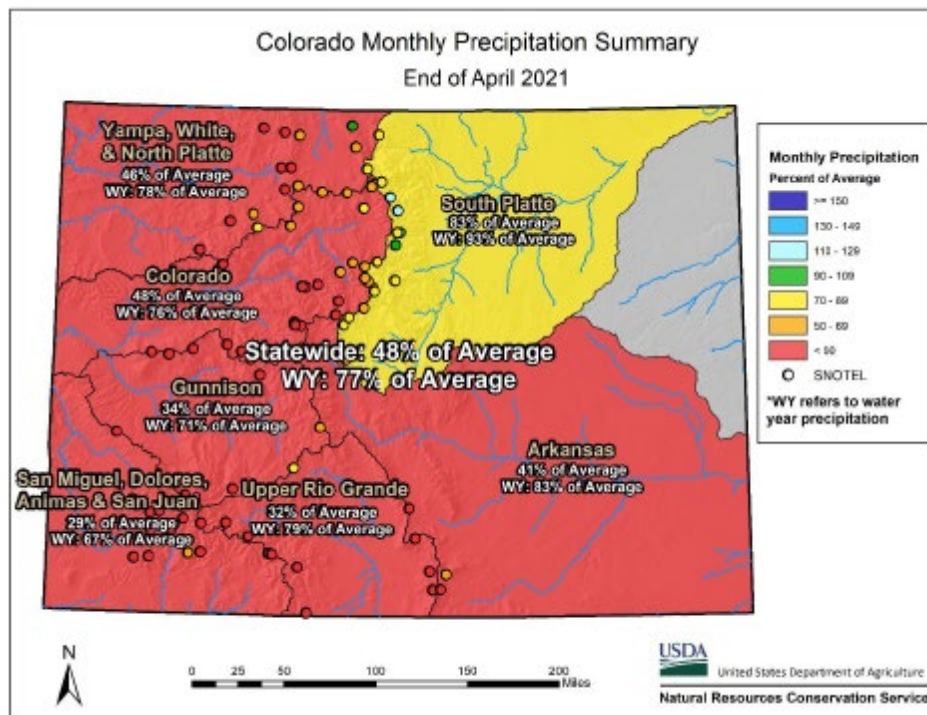 Colorado Monthly Precipitation Summary
End of April 2021
Yampa, White,
& North Platte
46% of Average
WY: 78% of Average
South Platte
83% of Average
WY: 93% of Average
Colorado
48% of Average
WY: 76% of Average
Statewide: 48% of Average
WY: 77% of Average
Gunnison
34% of Average
WY: 71% of Average
Arkansas
41% of Average
WY: 83% of Average
San Miguel, Dolores,
Animas & San Juan
29% of Average
WY: 67% of Average
Upper Rio Grande
32% of Average
WY: 79% of Average
Monthly Precipitation
Percent of Average
>= 150
130 - 149
110 - 129
90 - 109
70 - 89
50 - 69
< 50
SNOTEL
*WY refers to water
year precipitation
N
0 25 50 100 150 200
Miles
USDA
United States Department of Agriculture
Natural Resources Conservation Service